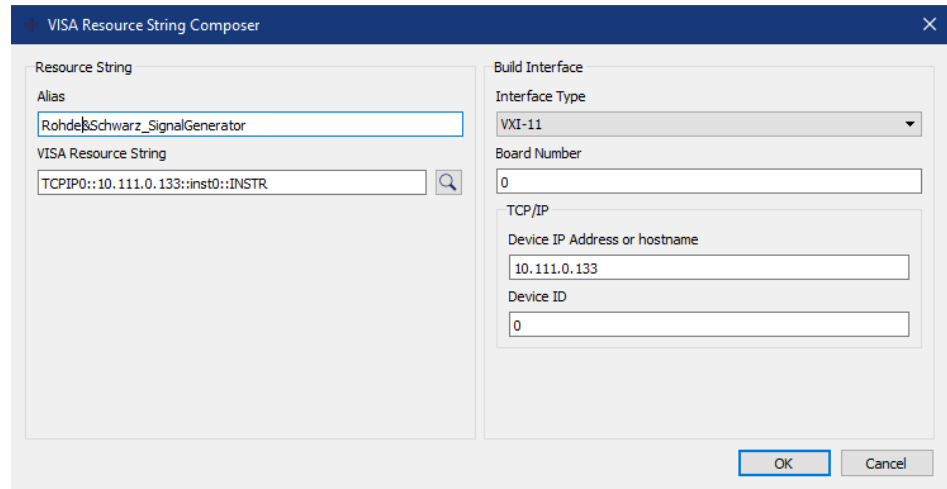 VISA Resource String Composer
Resource String
Alias
Rohde&Schwarz_SignalGenerator
VISA Resource String
TCPIP0::10.111.0.133::inst0::INSTR
Build Interface
Interface Type
VXI-11
Board Number
0
TCP/IP
Device IP Address or hostname
10.111.0.133
Device ID
0
OK
Cancel